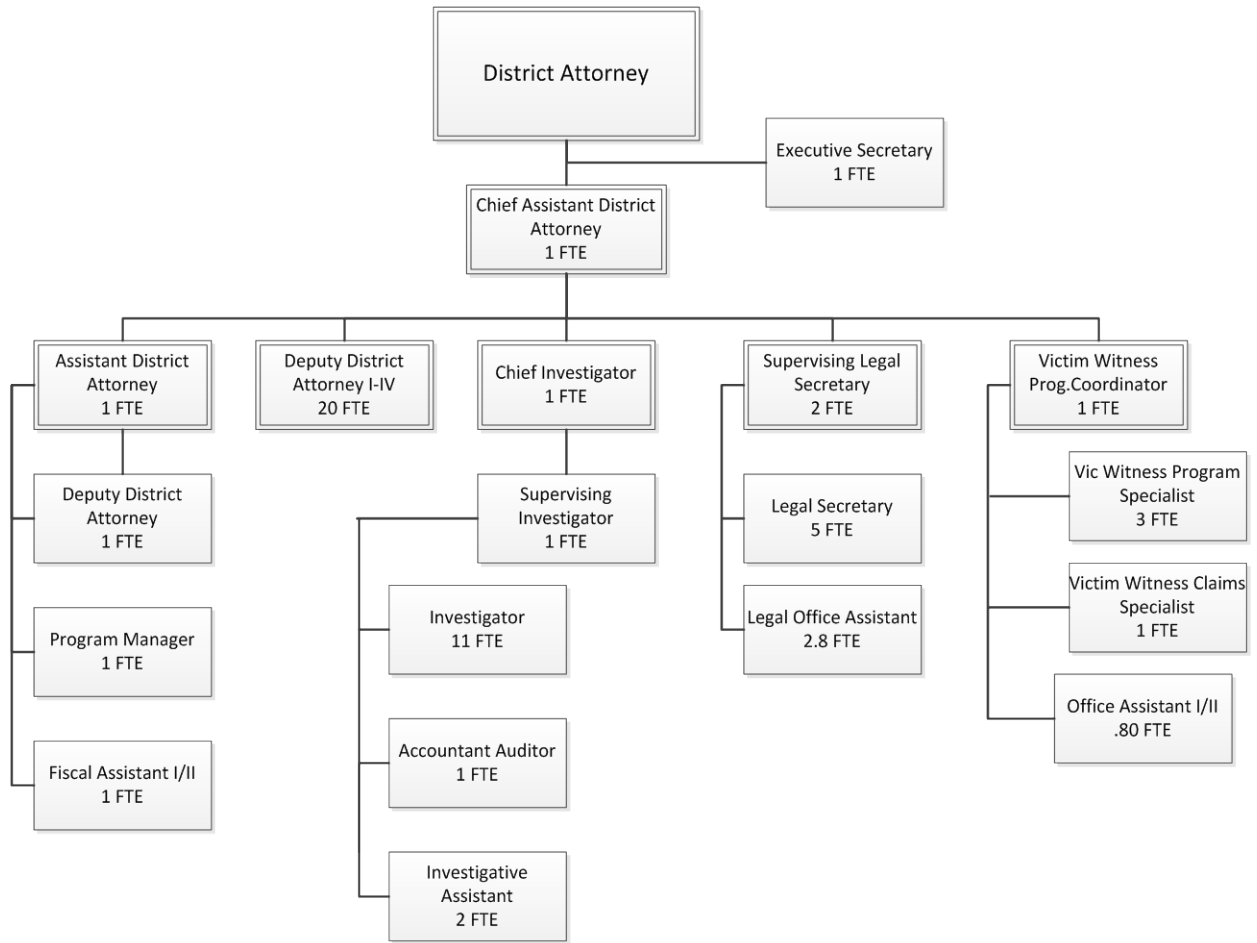 District Attorney
Executive Secretary
1 FTE
Chief Assistant District
Attorney
1 FTE
Assistant District
Attorney
1 FTE
Deputy District
Attorney I-IV
20 FTE
Chief Investigator
1 FTE
Supervising Legal
Secretary
2 FTE
Victim Witness
Prog.Coordinator
1 FTE
Deputy District
Attorney
1 FTE
Program Manager
1 FTE
Fiscal Assistant I/II
1 FTE
Supervising
Investigator
1 FTE
Investigator
11 FTE
Accountant Auditor
1 FTE
Investigative
Assistant
2 FTE
Legal Secretary
5 FTE
Legal Office Assistant
2.8 FTE
Vic Witness Program
Specialist
3 FTE
Victim Witness Claims
Specialist
1 FTE
Office Assistant I/II
.80 FTE